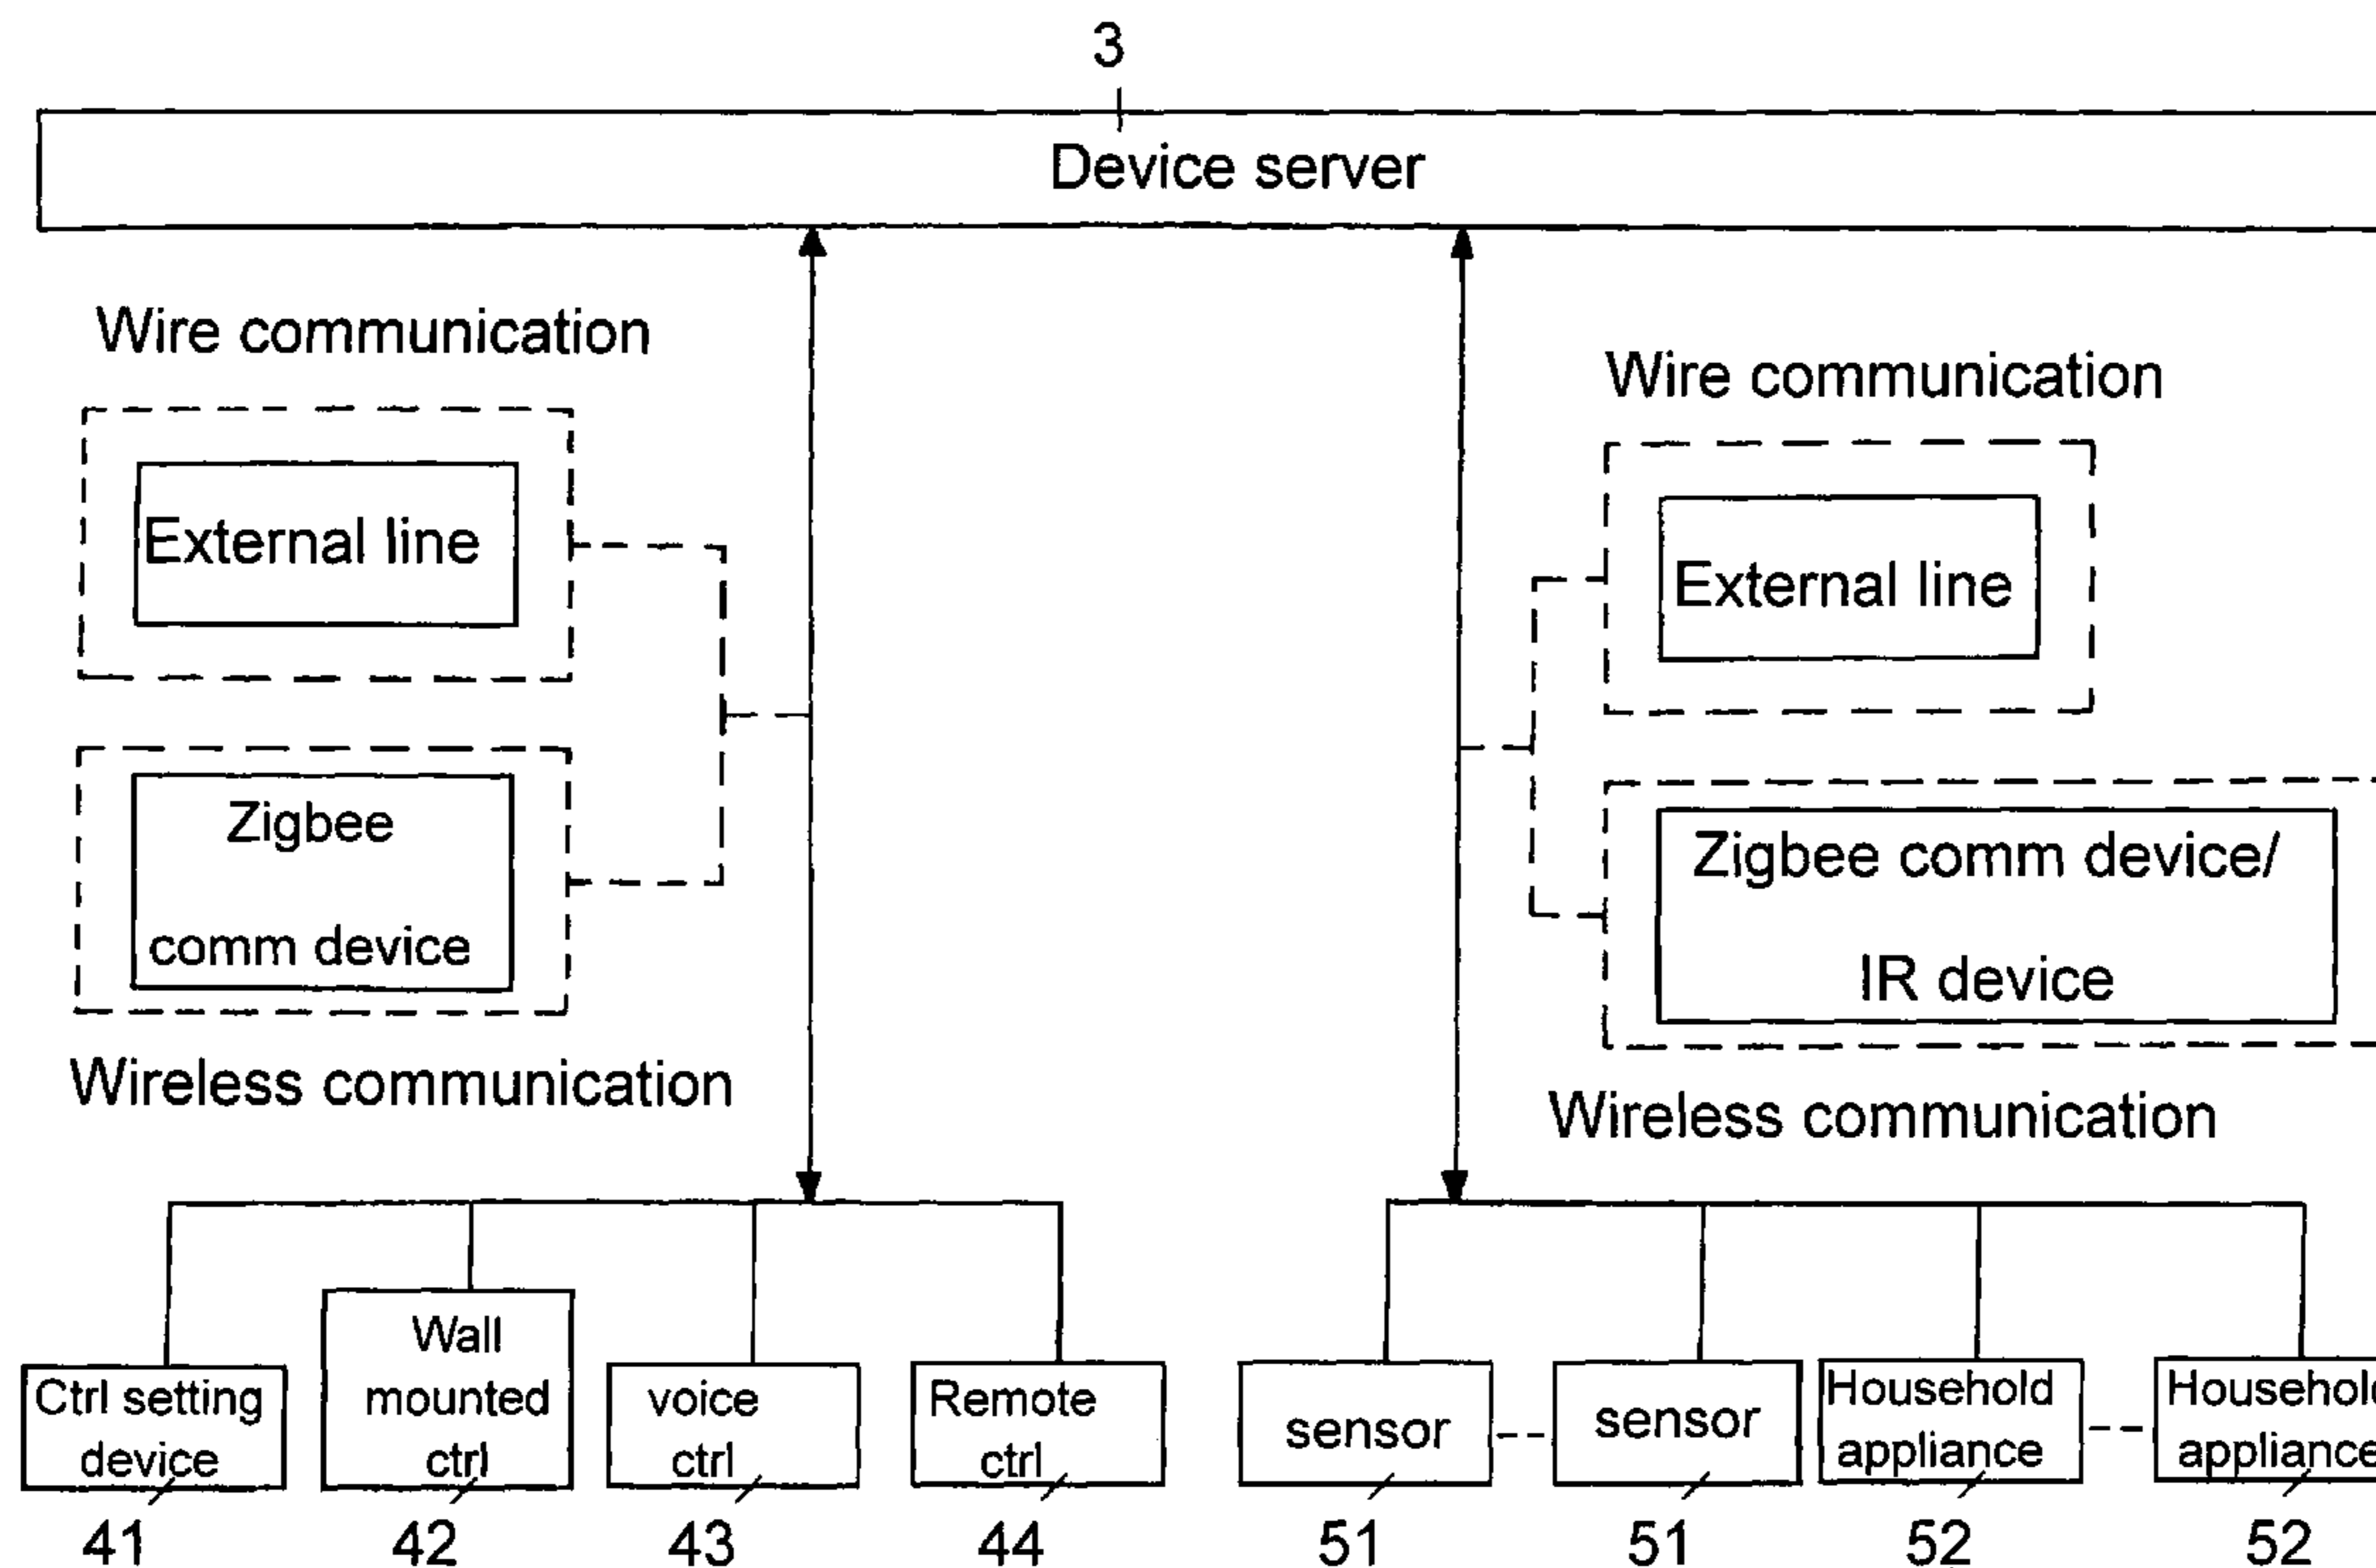 3
Device server
Wire communication
External line
Zigbee
comm device
Wireless communication
Wire communication
External line
Zigbee comm device/
IR device
Wireless communication
Ctrl setting
device
Wall
mounted
ctrl
voice
ctrl
Remote
ctrl
sensor
sensor
Household
appliance
Household
appliance
41
42
43
44
51
51
52
52